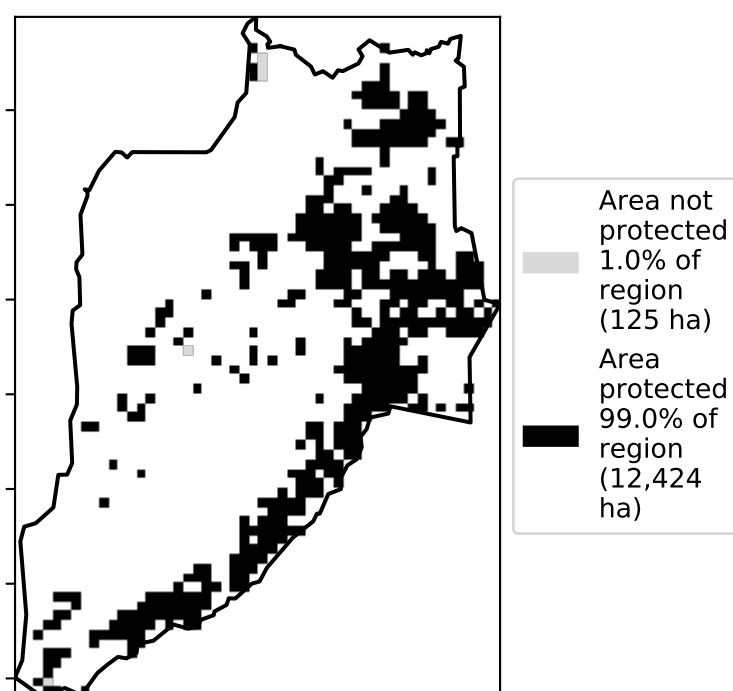 Area not
protected
1.0% of
region
(125 ha)
Area
protected
99.0% of
region
(12,424
ha)